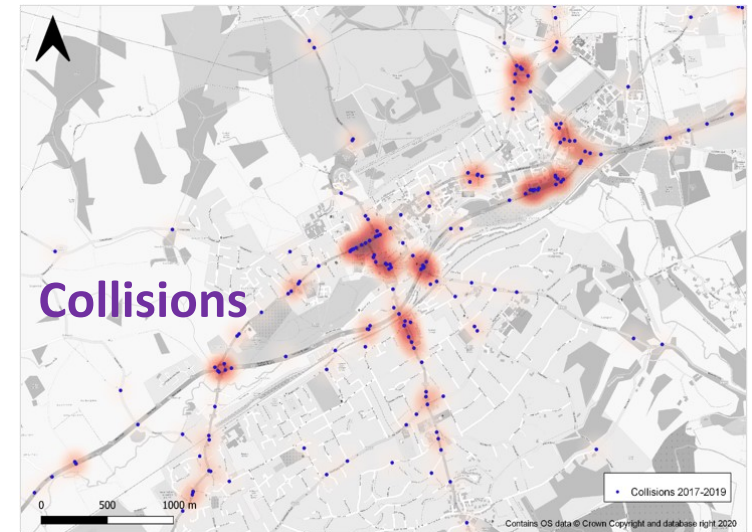 Collisions
0 500 1000 m
Collisions 2017-2019
Contains OS data © Crown Copyright and database right 2020